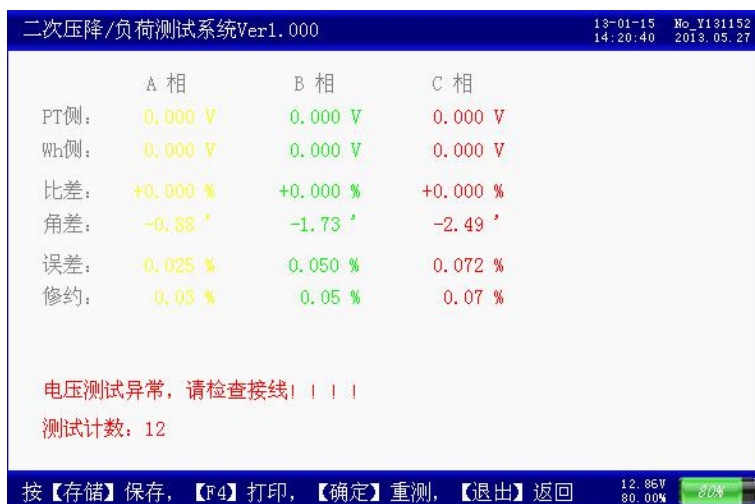 二次压降/负荷测试系统Ver1.000
13-01-15 No_Y131152
14:20:40 2013.05.27
A 相 B 相 C 相
PT侧: 0.000 V 0.000 V 0.000 V
Wh侧: 0.000 V 0.000 V 0.000 V
比差: +0.000 % +0.000 % +0.000 %
角差: -0.88 ' -1.73 ' -2.49 '
误差: 0.025 % 0.050 % 0.072 %
修约: 0.03 % 0.05 % 0.07 %
电压测试异常, 请检查接线!!!!
测试计数: 12
按【存储】保存, 【F4】打印, 【确定】重测, 【退出】返回
12.86V
80.00%
80%